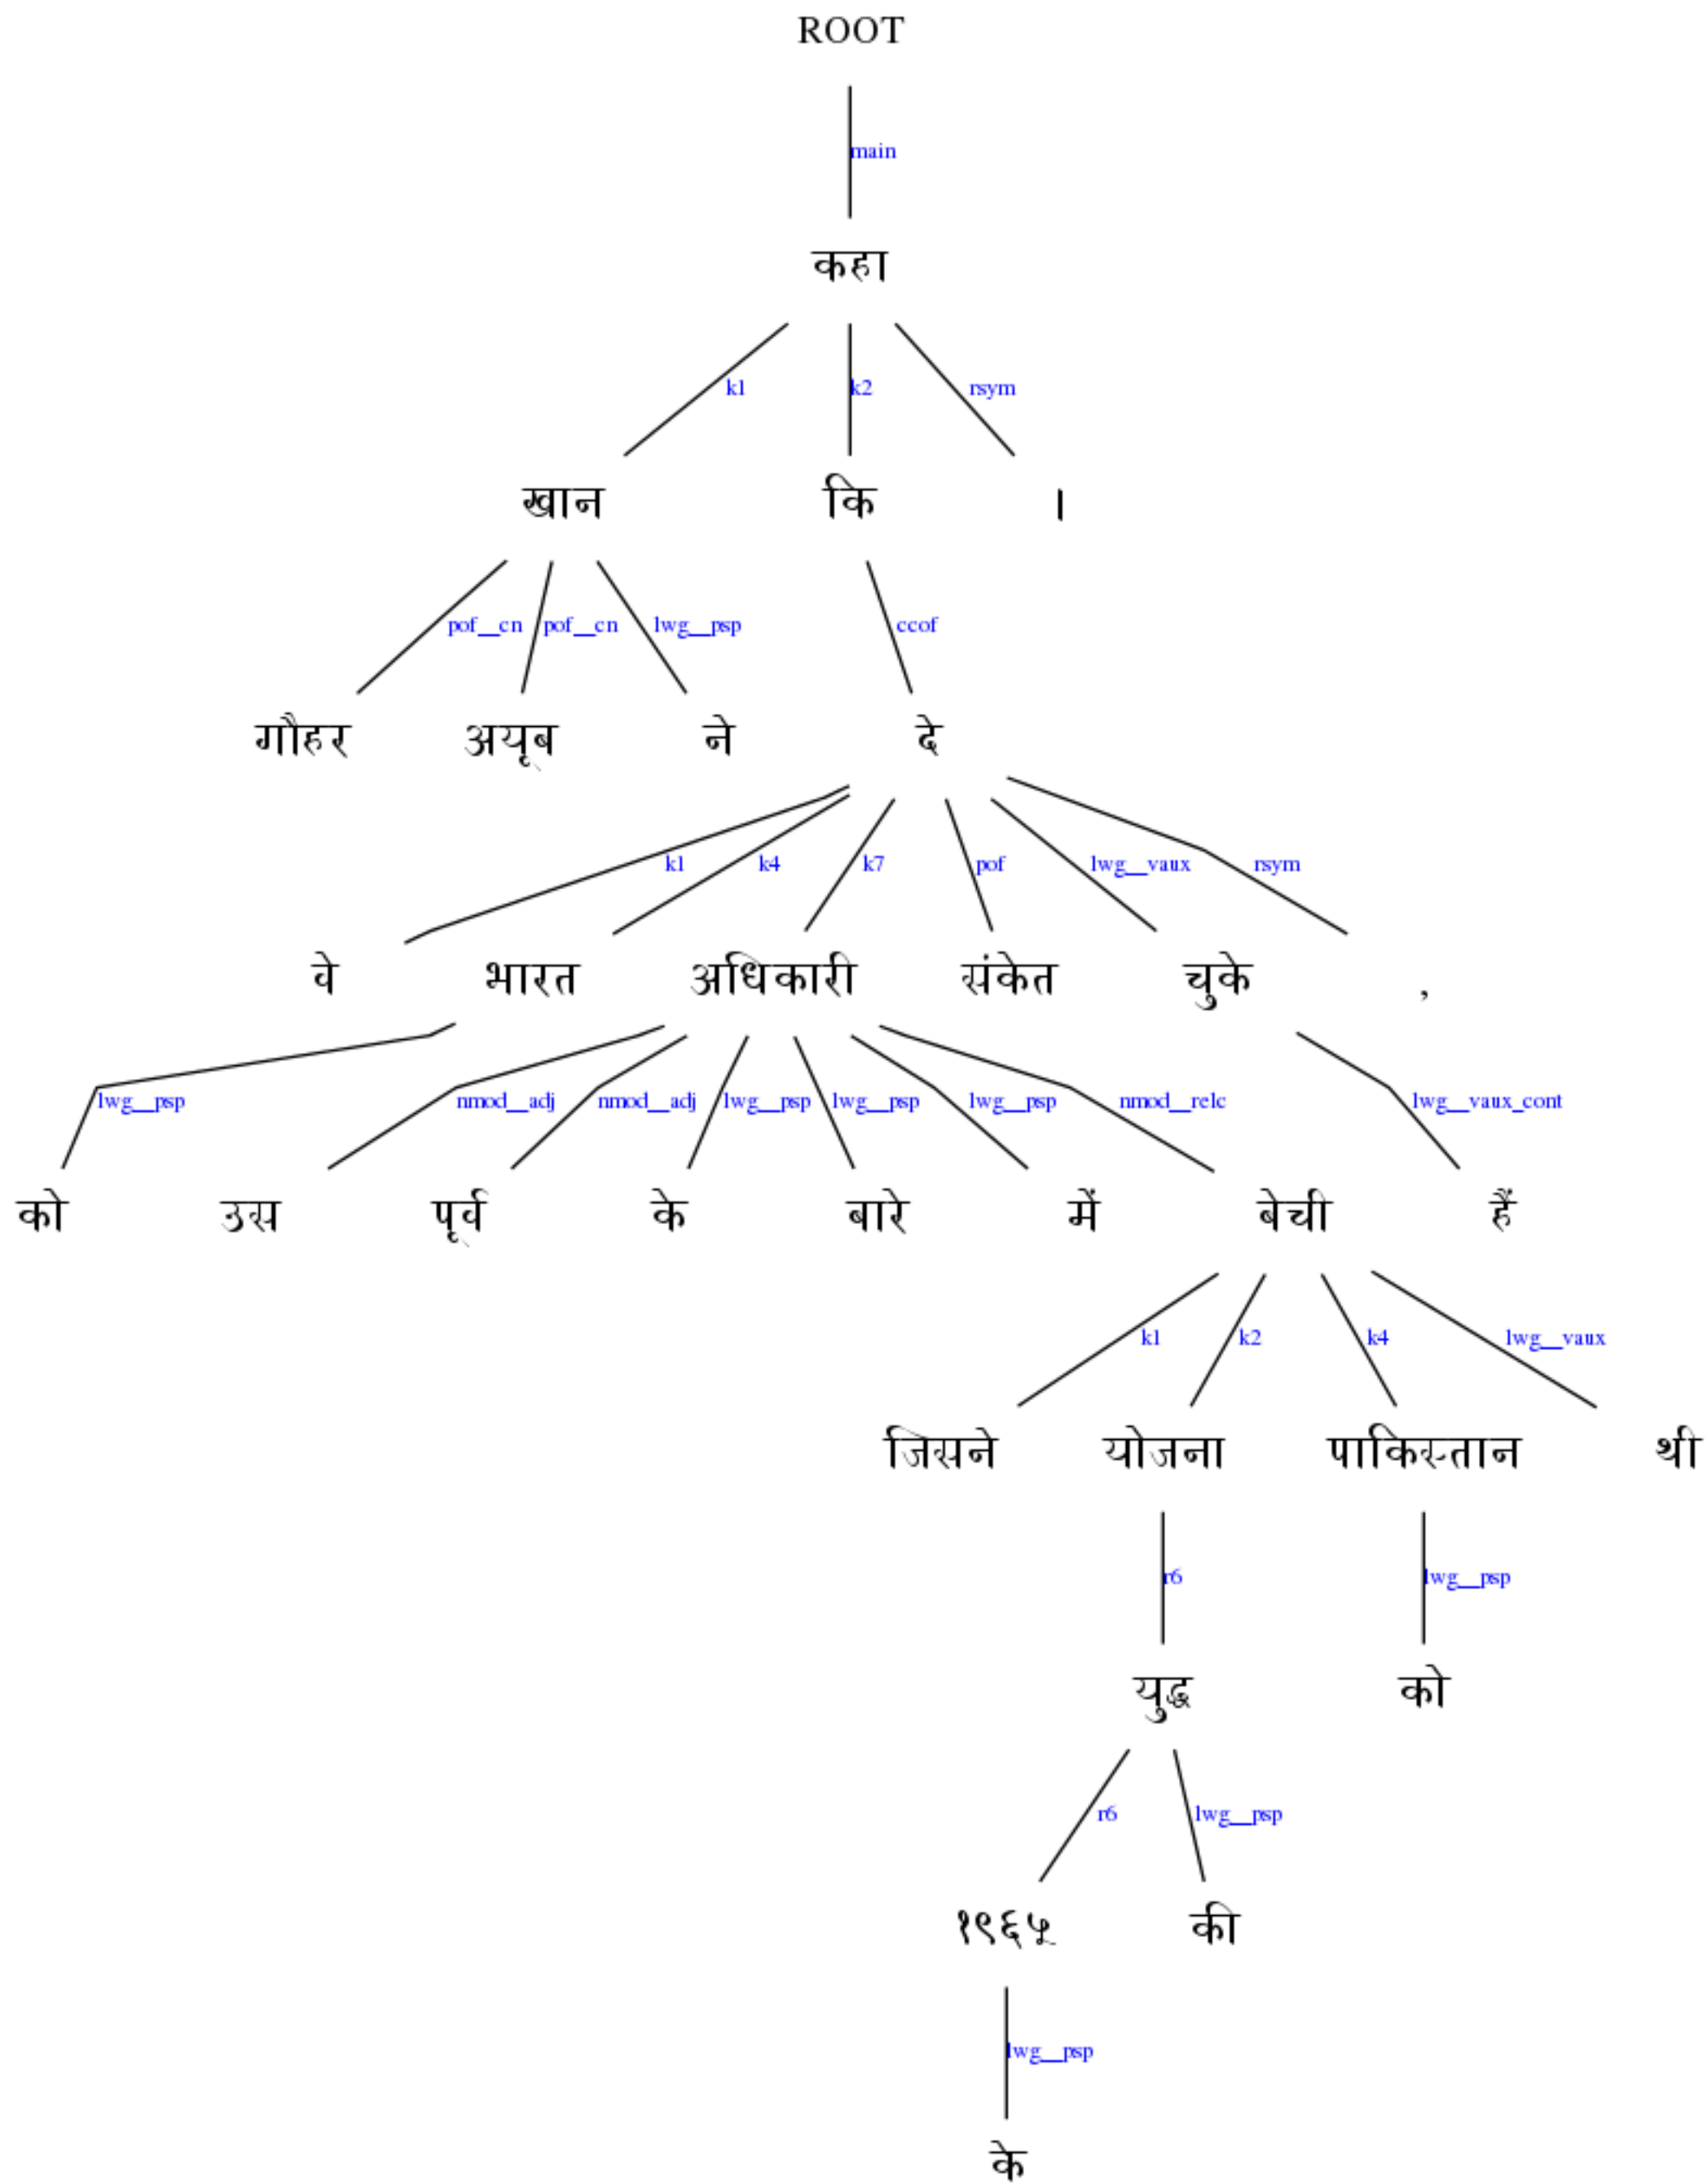 ROOT
main
कहा
k1 k2 rsym
खान कि ।
pof__cn pof__cn lwg__psp ccof
गौहर अयूब ने दे
k1 k4 k7 pof lwg__vaux rsym
वे भारत अधिकारी संकेत चुके ,
lwg__psp nmod__adj nmod__adj lwg__psp lwg__psp lwg__psp nmod__relc lwg__vaux_cont
को उस पूर्व के बारे में बेची हैं
k1 k2 k4 lwg__vaux
जिसने योजना पाकिस्तान थी
r6 lwg__psp
युद्ध को
r6 lwg__psp
१९६५ की
lwg__psp
के